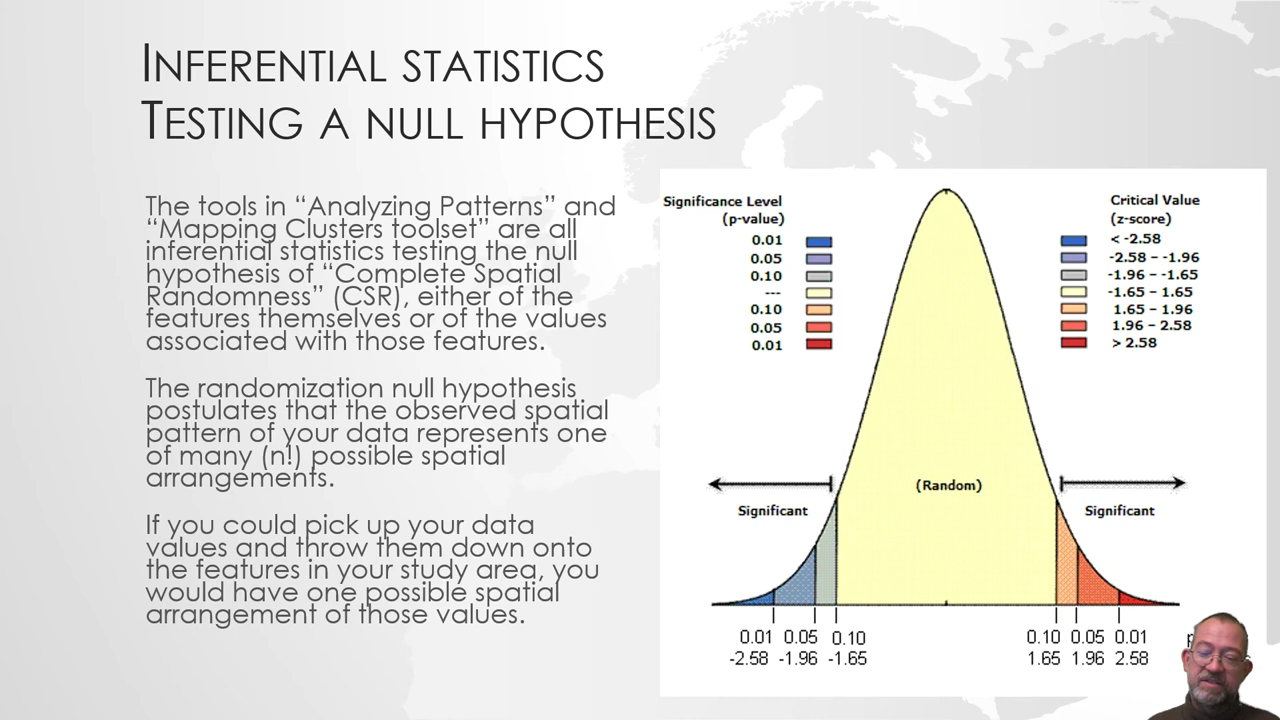 INFERENTIAL STATISTICS
TESTING A NULL HYPOTHESIS
The tools in “Analyzing Patterns” and
“Mapping Clusters toolset” are all
inferential statistics testing the null
hypothesis of “Complete Spatial
Randomness” (CSR), either of the
features themselves or of the values
associated with those features.
The randomization null hypothesis
postulates that the observed spatial
pattern of your data represents one
of many (n!) possible spatial
arrangements.
If you could pick up your data
values and throw them down onto
the features in your study area, you
would have one possible spatial
arrangement of those values.
Significance Level
(p-value)
0.01
0.05
0.10
---
0.10
0.05
0.01
Critical Value
(z-score)
< -2.58
-2.58 – -1.96
-1.96 – -1.65
-1.65 – 1.65
1.65 – 1.96
1.96 – 2.58
> 2.58
Significant
(Random)
Significant
0.01 0.05 0.10 0.10 0.05 0.01
-2.58 -1.96 -1.65 1.65 1.96 2.58